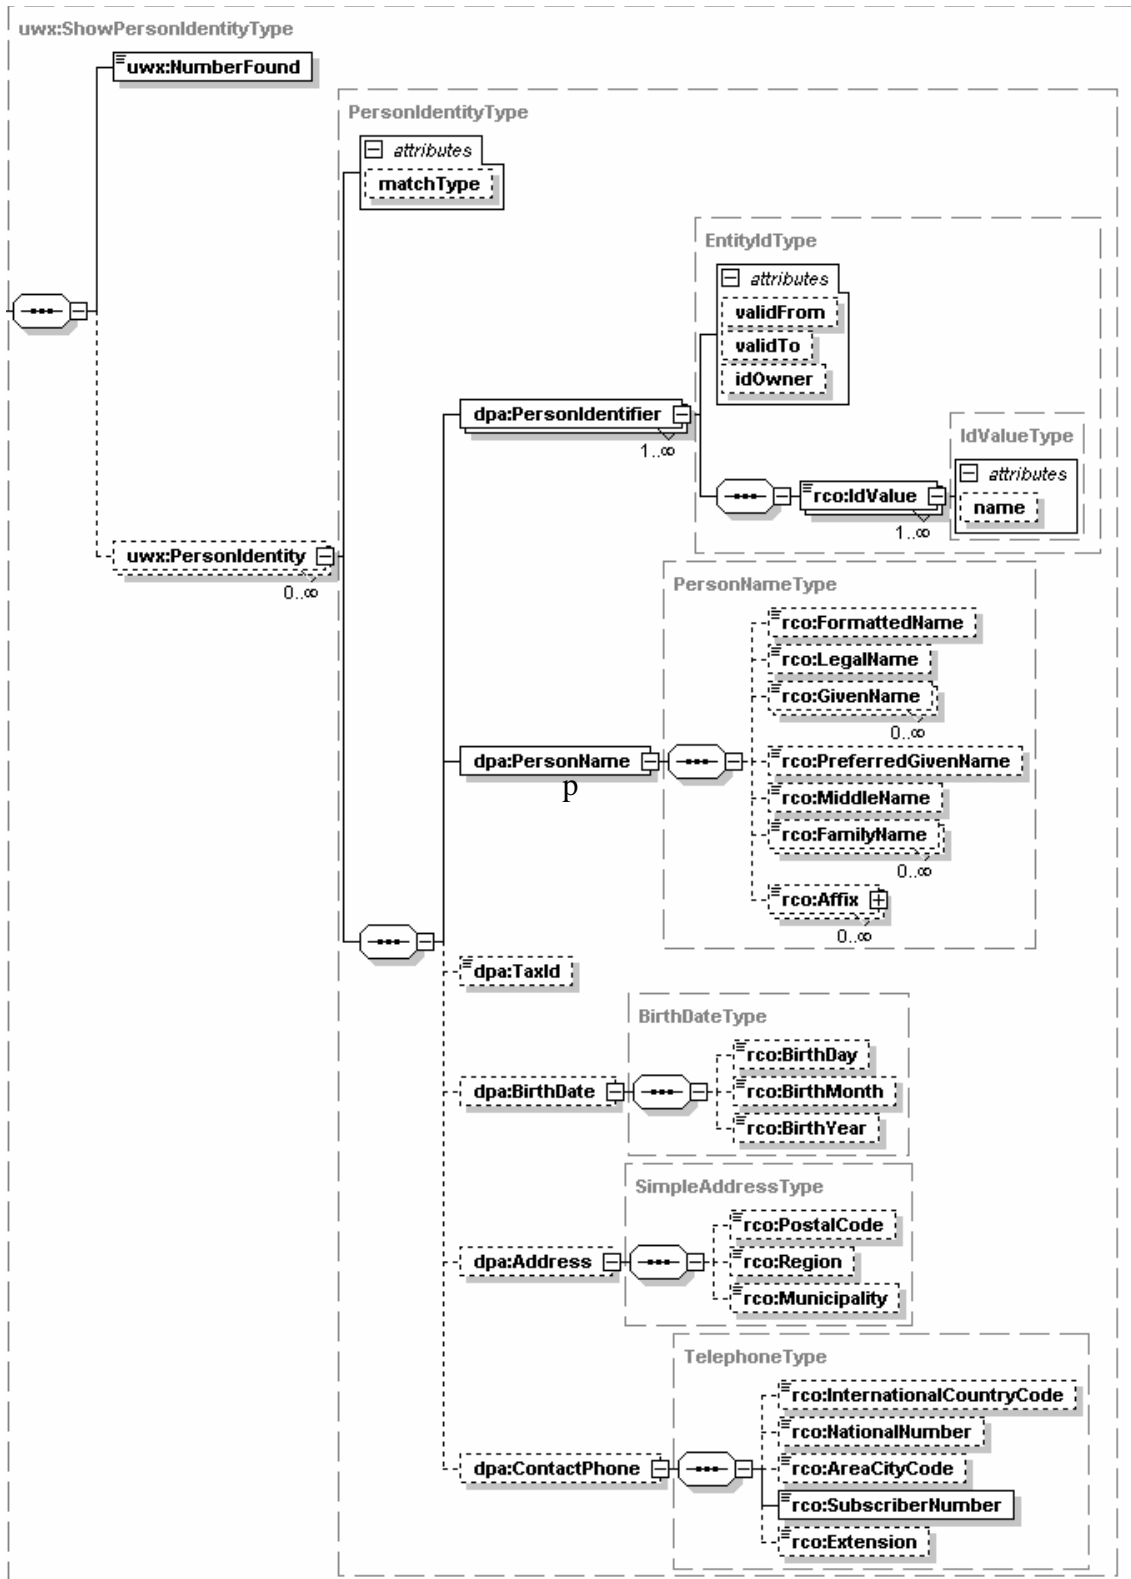 uwx:ShowPersonIdentityType
uwx:NumberFound
PersonIdentityType
attributes
matchType
EntityIdType
attributes
validFrom
validTo
idOwner
dpa:PersonIdentifier
1..∞
IdValueType
attributes
rco:IdValue
name
1..∞
uwx:PersonIdentity
0..∞
PersonNameType
rco:FormattedName
rco:LegalName
rco:GivenName
0..∞
dpa:PersonName
rco:PreferredGivenName
p
rco:MiddleName
rco:FamilyName
0..∞
rco:Affix
0..∞
dpa:TaxId
BirthDateType
rco:BirthDay
dpa:BirthDate
rco:BirthMonth
rco:BirthYear
SimpleAddressType
rco:PostalCode
dpa:Address
rco:Region
rco:Municipality
TelephoneType
rco:InternationalCountryCode
rco:NationalNumber
dpa:ContactPhone
rco:AreaCityCode
rco:SubscriberNumber
rco:Extension